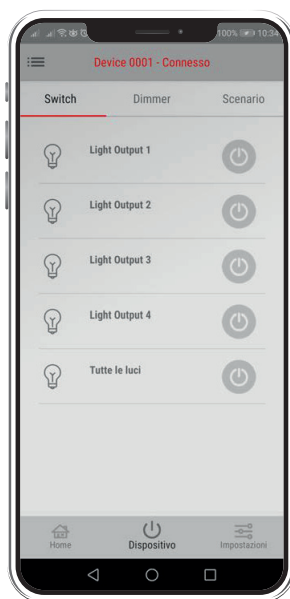 100% 10:34
Device 0001 - Connesso
Switch Dimmer Scenario
Light Output 1
Light Output 2
Light Output 3
Light Output 4
Tutte le luci
Home Dispositivo Impostazioni